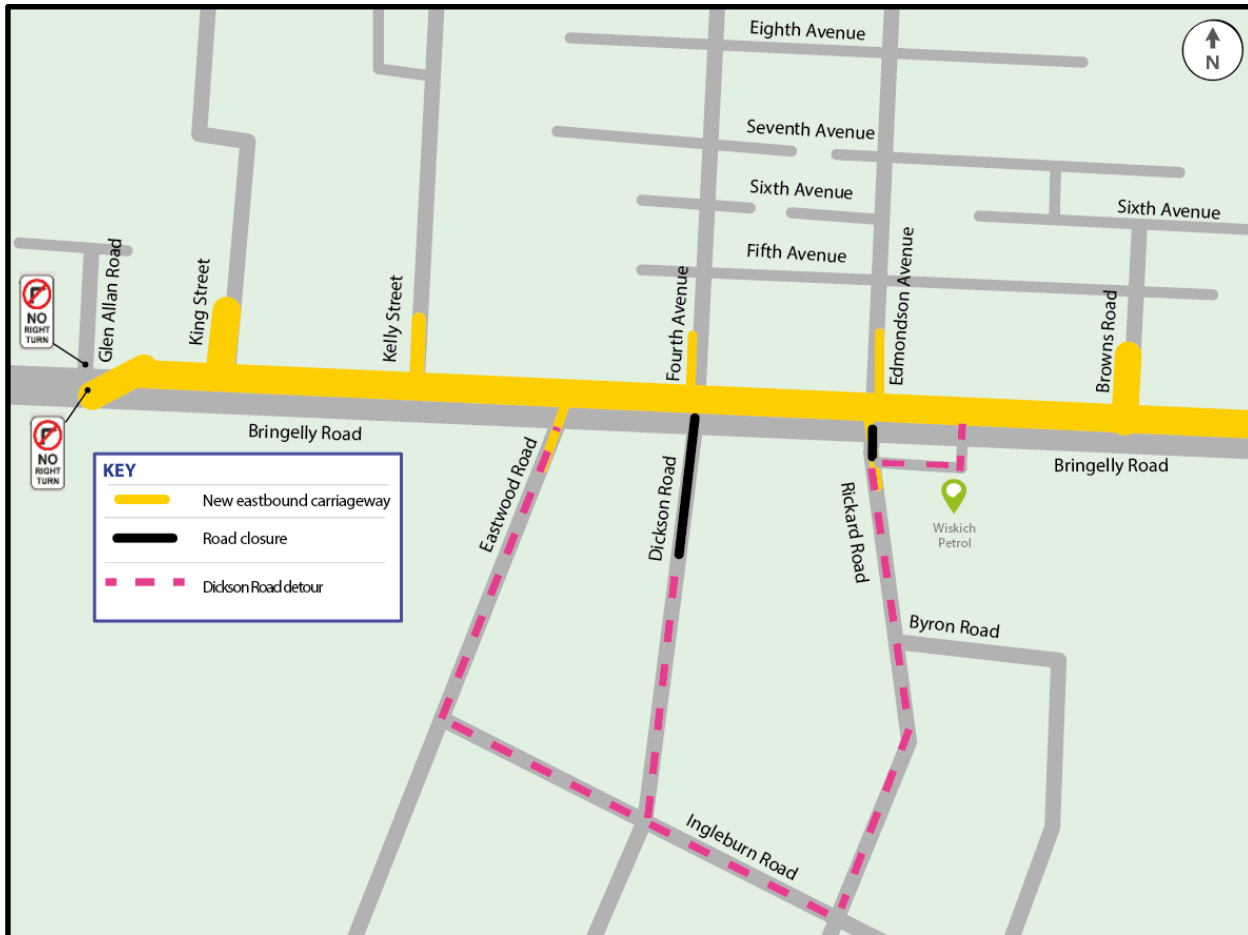 Eighth Avenue
N
Seventh Avenue
Sixth Avenue
Sixth Avenue
Fifth Avenue
Glen Allan Road
King Street
Kelly Street
Fourth Avenue
Edmondson Avenue
Browns Road
NO
RIGHT
TURN
NO
RIGHT
TURN
Bringelly Road
Bringelly Road
KEY
New eastbound carriageway
Road closure
Dickson Road detour
Eastwood Road
Dickson Road
Rickard Road
Wiskich
Petrol
Byron Road
Ingleburn Road